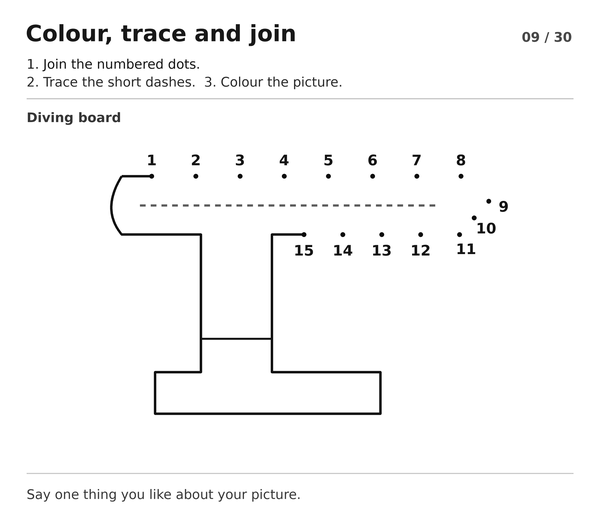 Colour, trace and join
09 / 30
1. Join the numbered dots.
2. Trace the short dashes.  3. Colour the picture.
Diving board
1 2 3 4 5 6 7 8
9
10
15 14 13 12 11
Say one thing you like about your picture.